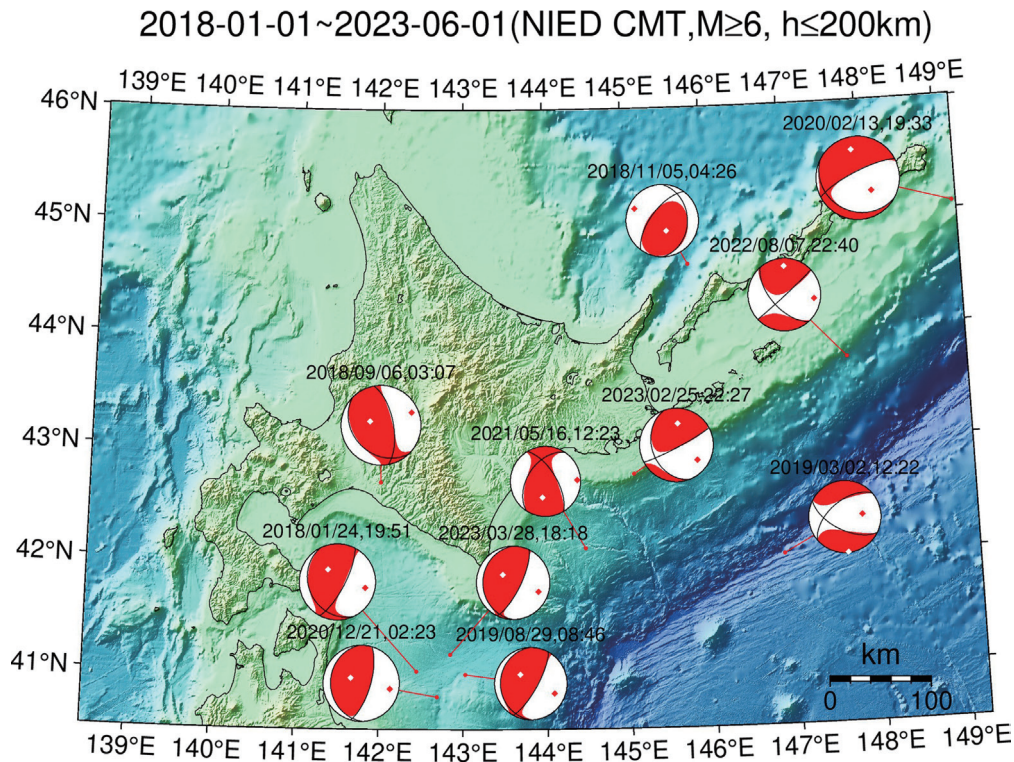 2018-01-01~2023-06-01(NIED CMT,M≥6, h≤200km)
139°E 140°E 141°E 142°E 143°E 144°E 145°E 146°E 147°E 148°E 149°E
46°N
2020/02/13,19:33
2018/11/05,04:26
45°N
2022/08/07,22:40
44°N
2018/09/06,03:07
2023/02/25,22:27
43°N
2021/05/16,12:23
2019/03/02,12:22
42°N
2018/01/24,19:51
2023/03/28,18:18
2020/12/21,02:23
2019/08/29,08:46
41°N
km
0 100
139°E 140°E 141°E 142°E 143°E 144°E 145°E 146°E 147°E 148°E 149°E